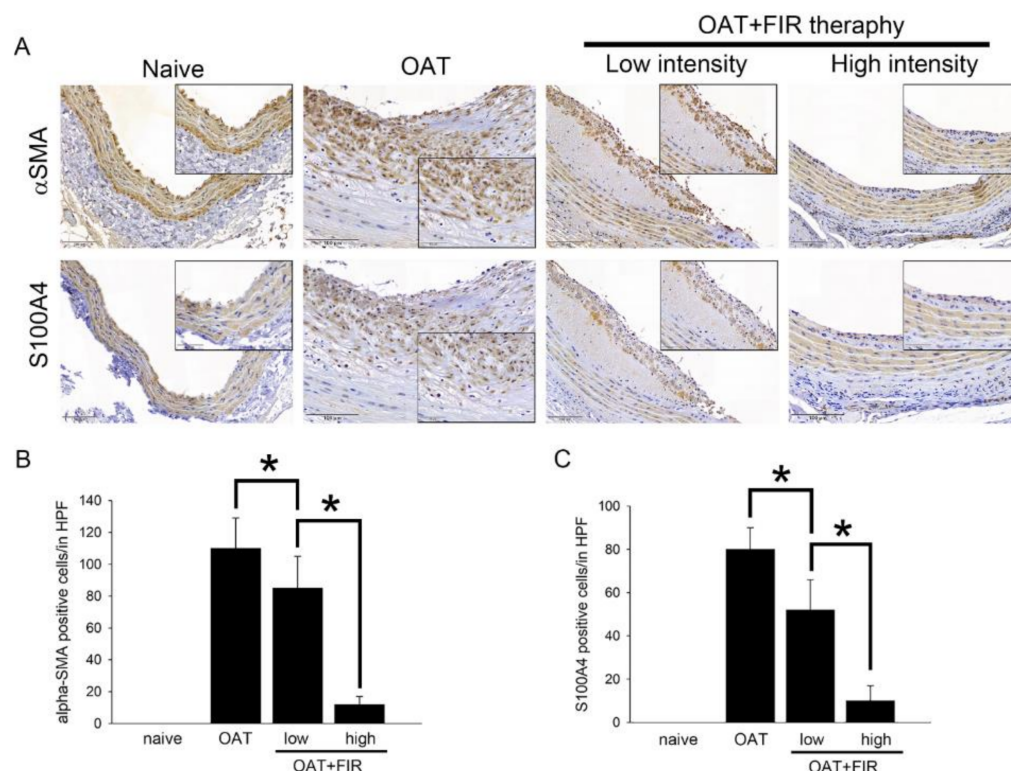 OAT+FIR theraphy
A
Naive
OAT
Low intensity
High intensity
αSMA
S100A4
B
C
alpha-SMA positive cells/in HPF
140
120
100
80
60
40
20
0
*
*
naive
OAT
low
high
OAT+FIR
S100A4 positive cells/in HPF
100
80
60
40
20
0
*
*
naive
OAT
low
high
OAT+FIR